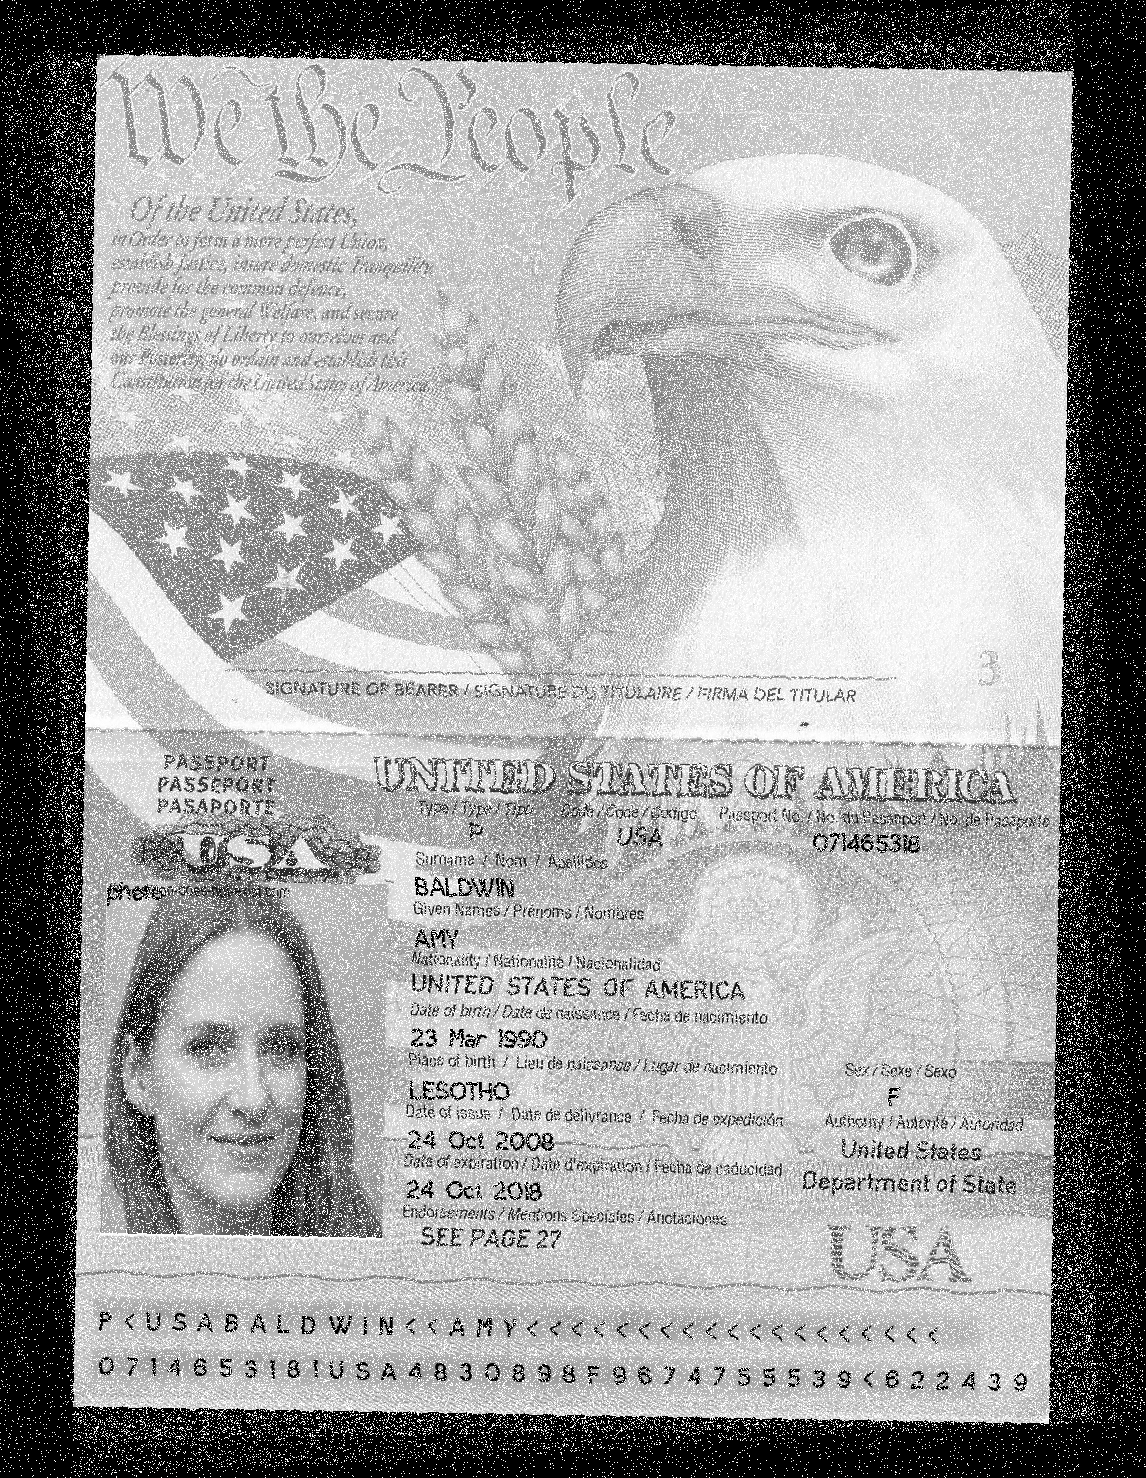 We the People
Of the United States,
in Order to form a more perfect Union,
establish Justice, insure domestic Tranquility,
provide for the common defence,
promote the general Welfare, and secure
the Blessings of Liberty to ourselves and
our Posterity, do ordain and establish this
Constitution for the United States of America.
3
SIGNATURE OF BEARER / SIGNATURE DU TITULAIRE / FIRMA DEL TITULAR
PASSPORT
PASSEPORT
PASAPORTE
USA
UNITED STATES OF AMERICA
Type / Type / Tipo Code / Code / Codigo Passport No. / No. du Passeport / No. de Pasaporte
P USA 071465318
Surname / Nom / Apellidos
BALDWIN
Given Names / Prénoms / Nombres
AMY
Nationality / Nationalité / Nacionalidad
UNITED STATES OF AMERICA
Date of birth / Date de naissance / Fecha de nacimiento
23 Mar 1990
Place of birth / Lieu de naissance / Lugar de nacimiento
LESOTHO
Sex / Sexe / Sexo
F
Date of issue / Date de délivrance / Fecha de expedición
24 Oct 2008
Authority / Autorité / Autoridad
United States
Department of State
Date of expiration / Date d'expiration / Fecha de caducidad
24 Oct 2018
Endorsements / Mentions Spéciales / Anotaciones
SEE PAGE 27
USA
P<USABALDWIN<<AMY<<<<<<<<<<<<<<<<<<<
071465318!USA4830898F9674755539<622439